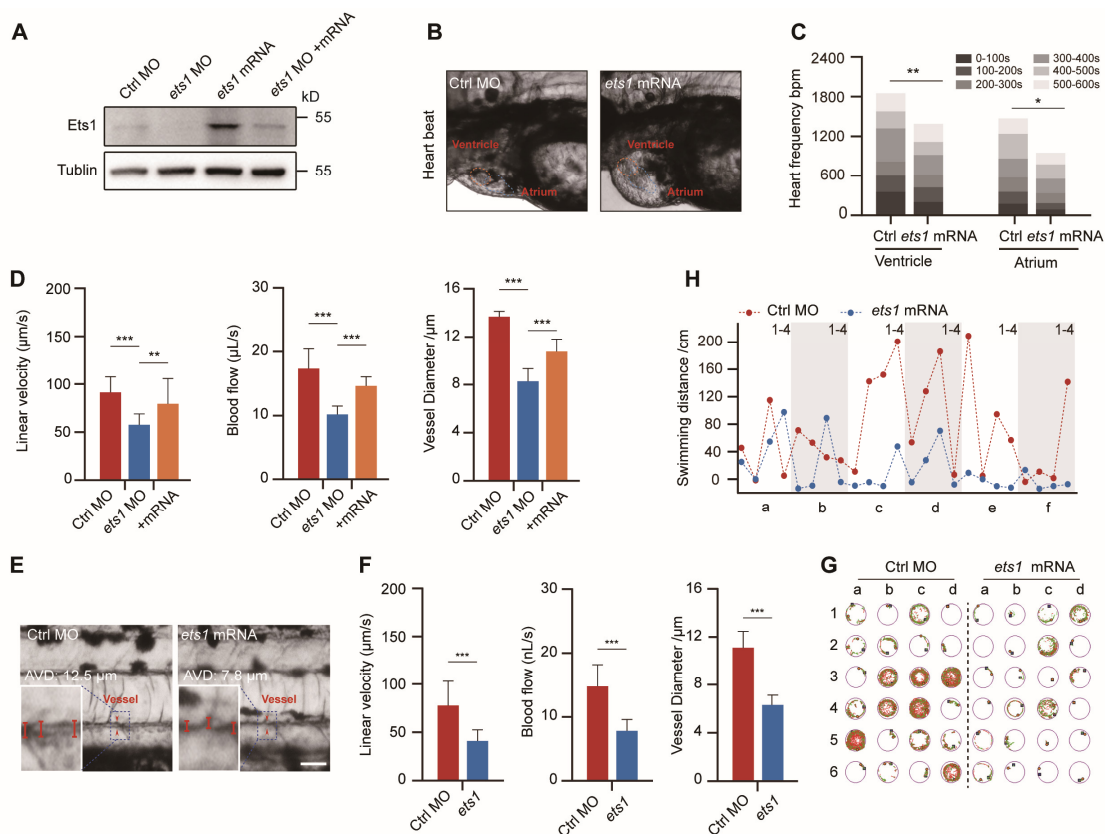 A
Ctrl MO
ets1 MO
ets1 mRNA
ets1 MO +mRNA
kD
Ets1
55
Tublin
55
B
Heart beat
Ctrl MO
Ventricle
Atrium
ets1 mRNA
Ventricle
Atrium
C
Heart frequency bpm
2400
1800
1200
600
0
0-100s
100-200s
200-300s
300-400s
400-500s
500-600s
**
*
Ctrl ets1 mRNA
Ventricle
Ctrl ets1 mRNA
Atrium
D
Linear velocity (μm/s)
150
100
50
0
***
**
Ctrl MO
ets1 MO
+mRNA
Blood flow (μL/s)
30
20
10
0
***
***
Ctrl MO
ets1 MO
+mRNA
Vessel Diameter /μm
16
12
8
4
0
***
***
Ctrl MO
ets1 MO
+mRNA
H
Ctrl MO
ets1 mRNA
Swimming distance /cm
200
160
120
80
40
0
1-4
1-4
1-4
1-4
1-4
1-4
a
b
c
d
e
f
E
Ctrl MO
AVD: 12.5 μm
Vessel
ets1 mRNA
AVD: 7.8 μm
Vessel
F
Linear velocity (μm/s)
150
100
50
0
***
Ctrl MO
ets1
Blood flow (nL/s)
30
20
10
0
***
Ctrl MO
ets1
Vessel Diameter /μm
16
12
8
4
0
***
Ctrl MO
ets1
G
Ctrl MO
ets1 mRNA
a b c d
a b c d
1
2
3
4
5
6